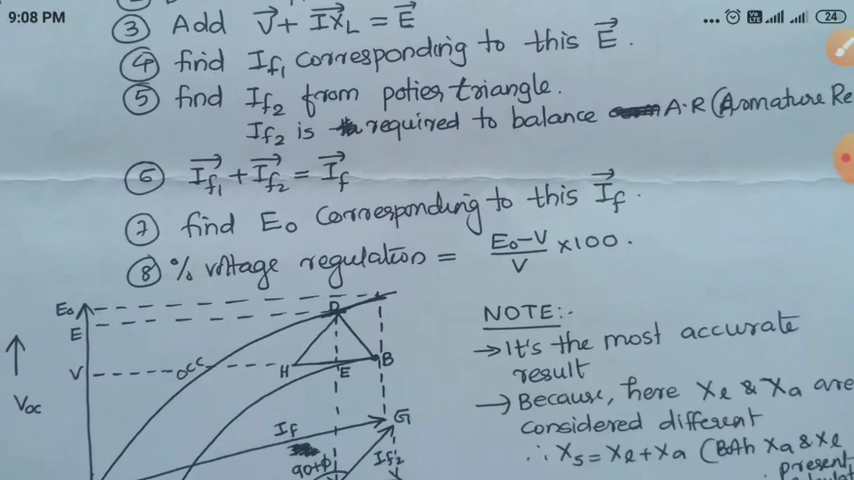 9:08 PM
24
③ Add V + IXL = E
④ find If1 corresponding to this E.
⑤ find If2 from potier triangle.
If2 is required to balance A.R (Armature Re
⑥ If1 + If2 = If
⑦ find Eo corresponding to this If.
⑧ % voltage regulation = Eo-V / V ×100.
Eo
E
V
Voc
occ
D
H
E
B
If
G
90+ϕ
If2
NOTE:-
→ It's the most accurate
result
→ Because, here Xl & Xa are
considered different
∴ Xs = Xl + Xa (Both Xa & Xl
present